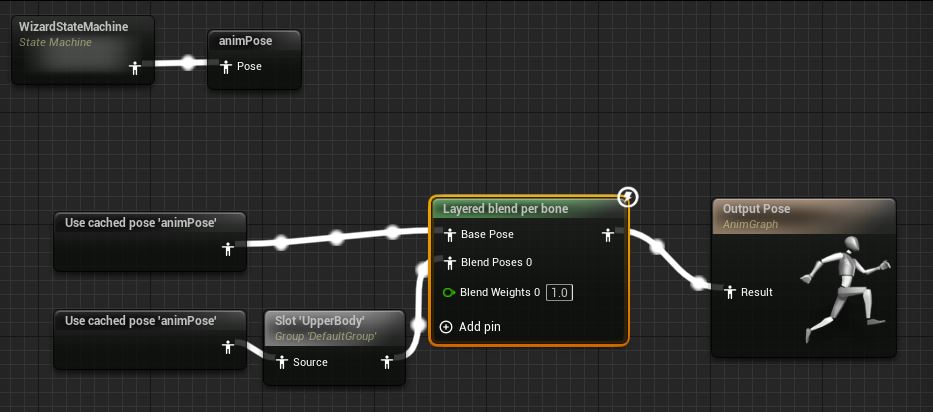 WizardStateMachine
State Machine
animPose
Pose
Use cached pose 'animPose'
Layered blend per bone
Base Pose
Blend Poses 0
Blend Weights 0 1.0
Add pin
Output Pose
AnimGraph
Result
Use cached pose 'animPose'
Slot 'UpperBody'
Group 'DefaultGroup'
Source